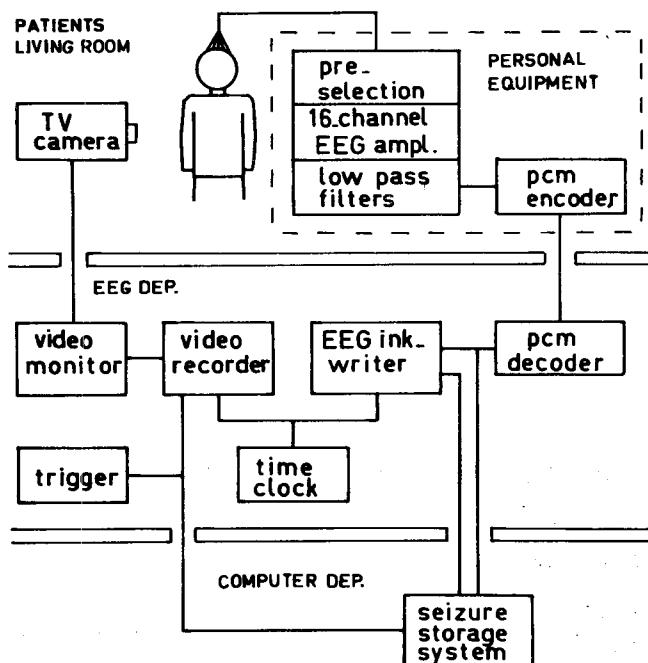 PATIENTS
LIVING ROOM
PERSONAL
EQUIPMENT
pre_
selection
16_channel
EEG ampl.
low pass
filters
TV
camera
pcm
encoder
EEG DEP.
video
monitor
video
recorder
EEG ink_
writer
pcm
decoder
trigger
time
clock
COMPUTER DEP.
seizure
storage
system